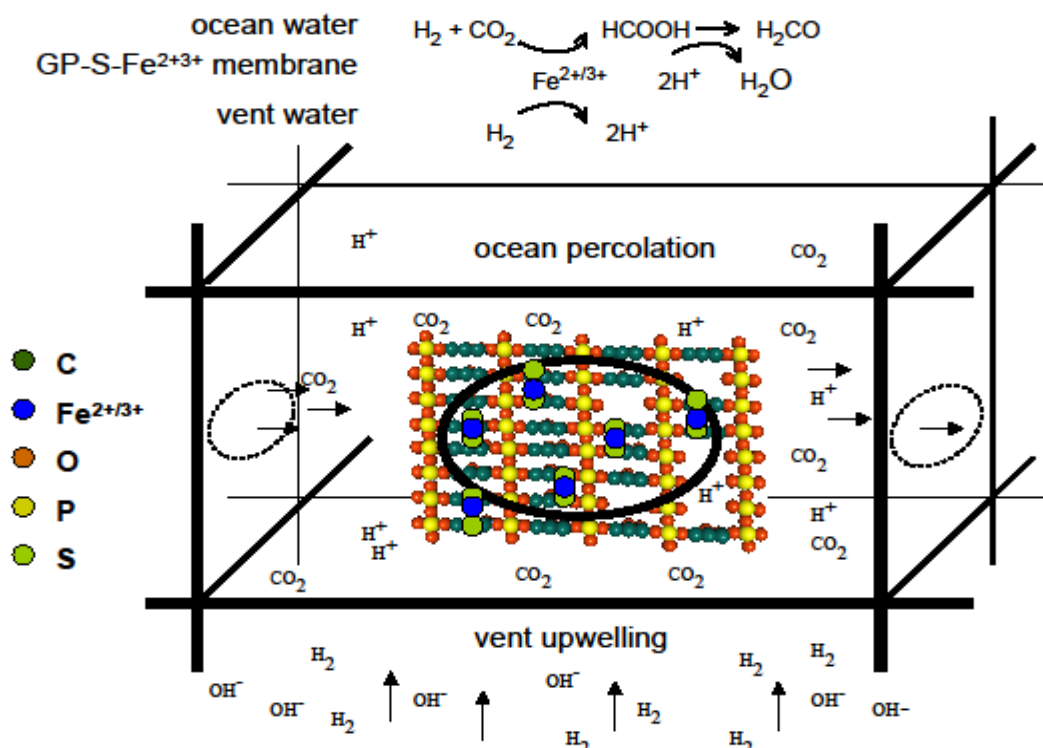 ocean water H₂ + CO₂ HCOOH H₂CO
GP-S-Fe²⁺³⁺ membrane Fe²⁺/³⁺ 2H⁺ H₂O
vent water H₂ 2H⁺
H⁺ ocean percolation CO₂
H⁺ CO₂ CO₂ H⁺ CO₂
C
Fe²⁺/³⁺
O
P
S
CO₂ H⁺
CO₂
H⁺ H⁺
H⁺ CO₂
H⁺
CO₂ CO₂ CO₂
vent upwelling
H₂ H₂ H₂
OH⁻ OH⁻ OH⁻ OH⁻ OH−
OH⁻ H₂ H₂
H₂ H₂